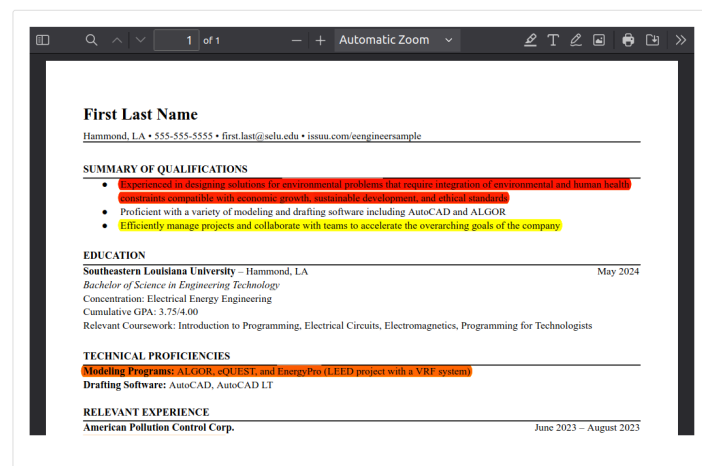 1 of 1 Automatic Zoom
First Last Name
Hammond, LA • 555-555-5555 • first.last@selu.edu • issuu.com/eengineersample
SUMMARY OF QUALIFICATIONS
● Experienced in designing solutions for environmental problems that require integration of environmental and human health
constraints compatible with economic growth, sustainable development, and ethical standards
● Proficient with a variety of modeling and drafting software including AutoCAD and ALGOR
● Efficiently manage projects and collaborate with teams to accelerate the overarching goals of the company
EDUCATION
Southeastern Louisiana University – Hammond, LA May 2024
Bachelor of Science in Engineering Technology
Concentration: Electrical Energy Engineering
Cumulative GPA: 3.75/4.00
Relevant Coursework: Introduction to Programming, Electrical Circuits, Electromagnetics, Programming for Technologists
TECHNICAL PROFICIENCIES
Modeling Programs: ALGOR, eQUEST, and EnergyPro (LEED project with a VRF system)
Drafting Software: AutoCAD, AutoCAD LT
RELEVANT EXPERIENCE
American Pollution Control Corp. June 2023 – August 2023